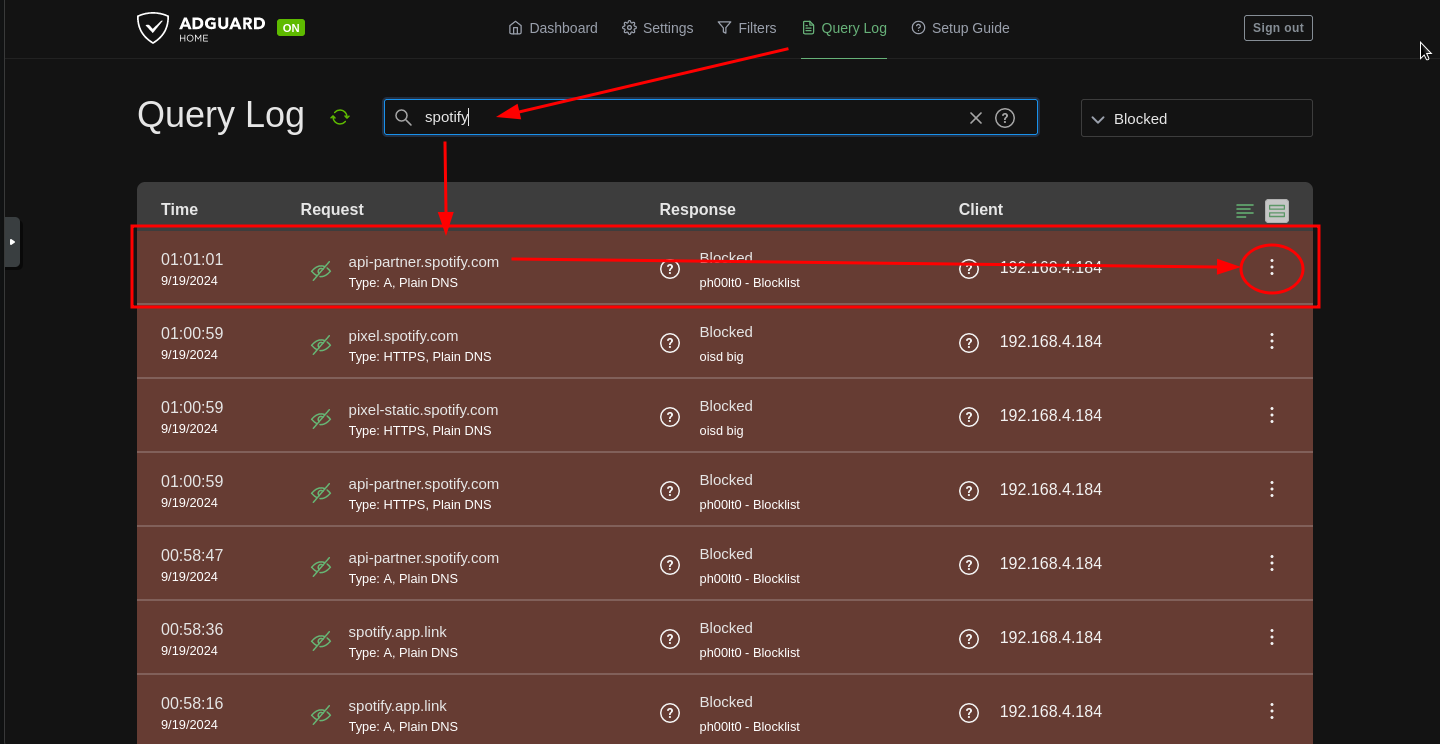 ADGUARD
HOME
ON
Dashboard
Settings
Filters
Query Log
Setup Guide
Sign out
Query Log
spotify
Blocked
Time Request Response Client
01:01:01 api-partner.spotify.com Blocked 192.168.4.184
9/19/2024 Type: A, Plain DNS ph00lt0 - Blocklist
01:00:59 pixel.spotify.com Blocked 192.168.4.184
9/19/2024 Type: HTTPS, Plain DNS oisd big
01:00:59 pixel-static.spotify.com Blocked 192.168.4.184
9/19/2024 Type: HTTPS, Plain DNS oisd big
01:00:59 api-partner.spotify.com Blocked 192.168.4.184
9/19/2024 Type: HTTPS, Plain DNS ph00lt0 - Blocklist
00:58:47 api-partner.spotify.com Blocked 192.168.4.184
9/19/2024 Type: A, Plain DNS ph00lt0 - Blocklist
00:58:36 spotify.app.link Blocked 192.168.4.184
9/19/2024 Type: A, Plain DNS ph00lt0 - Blocklist
00:58:16 spotify.app.link Blocked 192.168.4.184
9/19/2024 Type: A, Plain DNS ph00lt0 - Blocklist